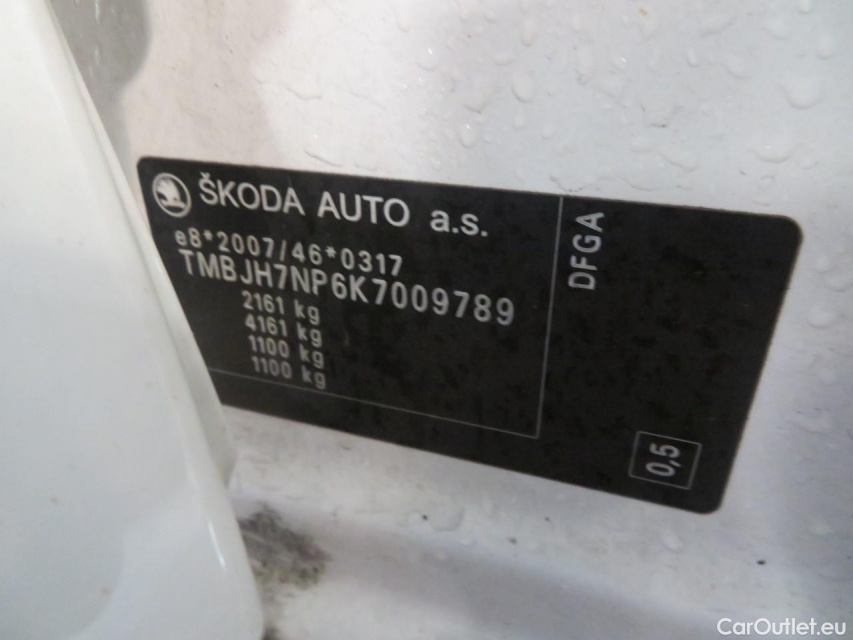 ŠKODA AUTO a.s.
e8*2007/46*0317
TMBJH7NP6K7009789
2161 kg
4161 kg
1100 kg
1100 kg
DFGA
0,5
CarOutlet.eu